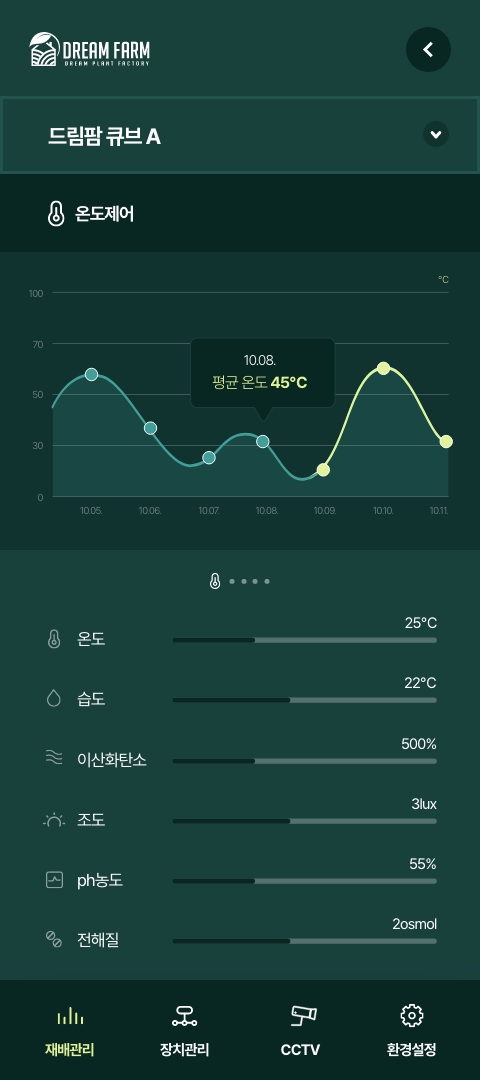 DREAM FARM
DREAM PLANT FACTORY
드림팜 큐브 A
온도제어
°C
100
70
50
30
0
10.08.
평균 온도 45°C
10.05. 10.06. 10.07. 10.08. 10.09. 10.10. 10.11.
25°C
온도
22°C
습도
500%
이산화탄소
3lux
조도
55%
ph농도
2osmol
전해질
재배관리 장치관리 CCTV 환경설정